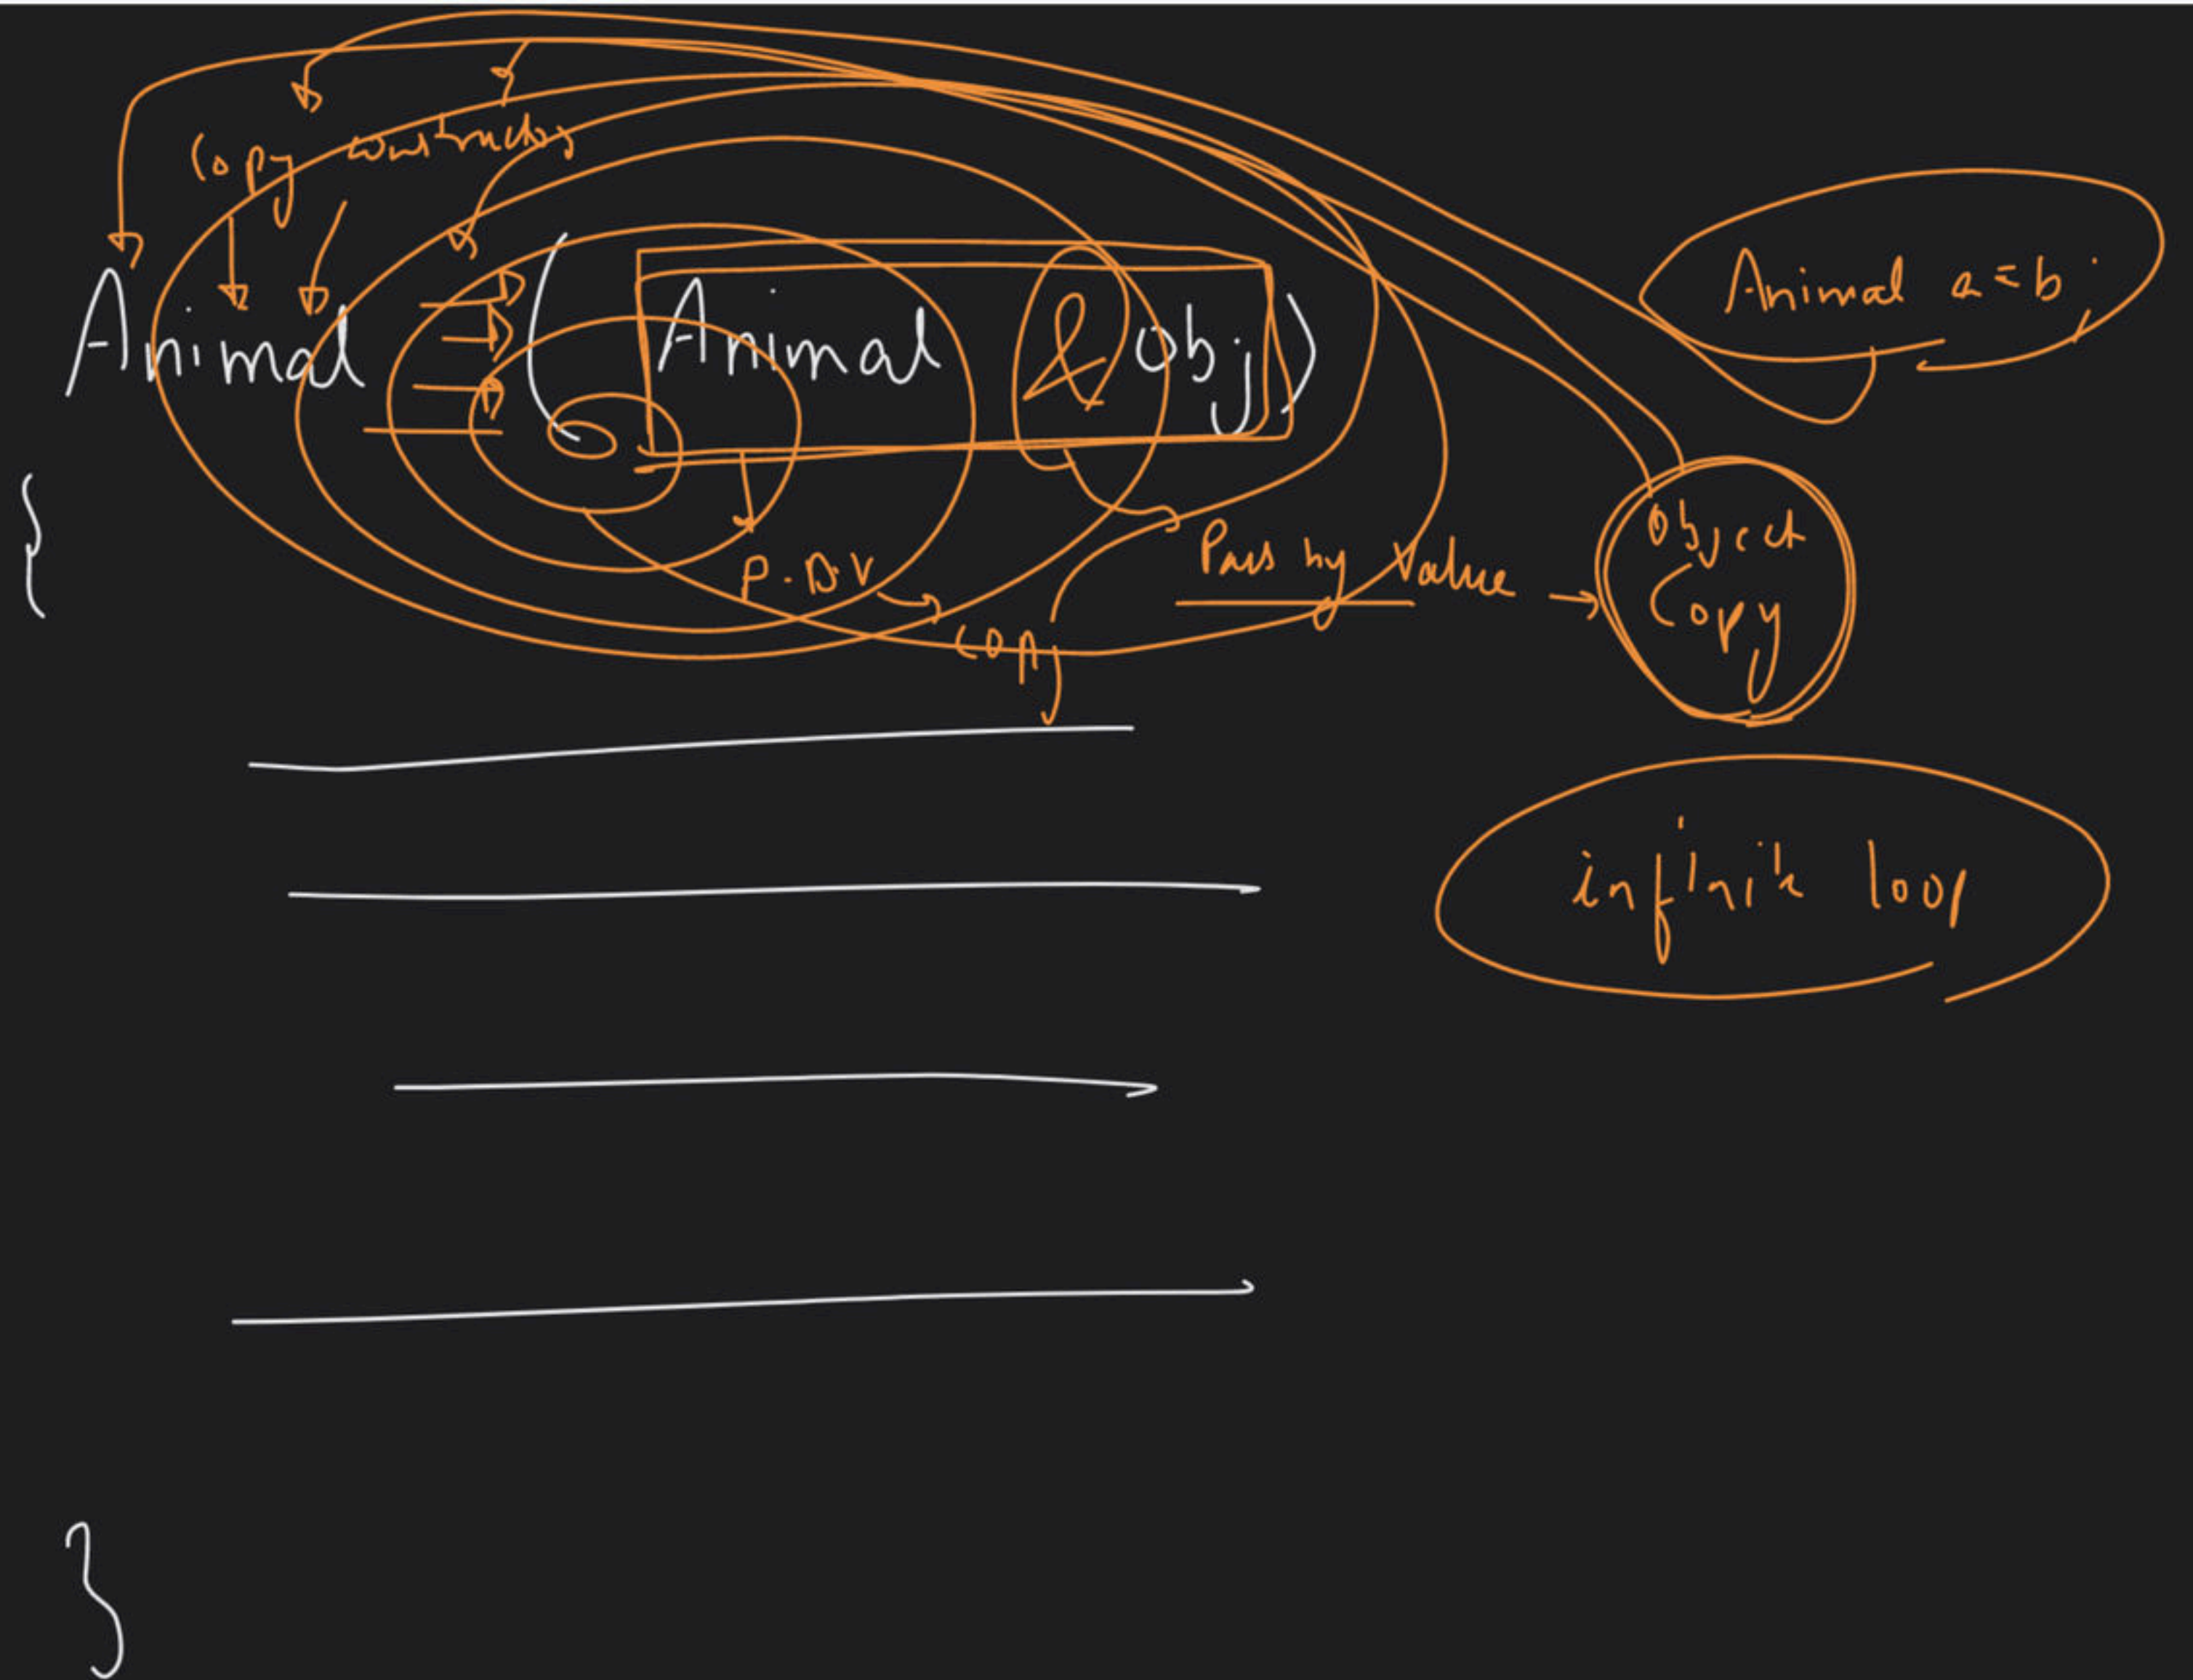 Copy constructor
Animal (Animal & obj)
Animal a = b
{
P.B.V
Copy
Pass by Value
Object
Copy
infinite loop
}